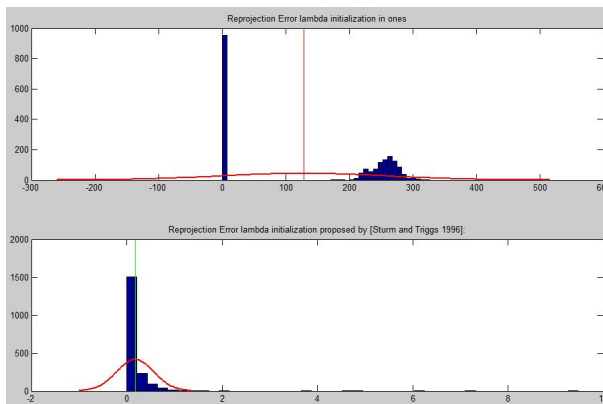 Reprojection Error lambda initialization in ones
1000
800
600
400
200
0
-300 -200 -100 0 100 200 300 400 500 600
Reprojection Error lambda initialization proposed by [Sturm and Triggs 1996]:
2000
1500
1000
500
0
-2 0 2 4 6 8